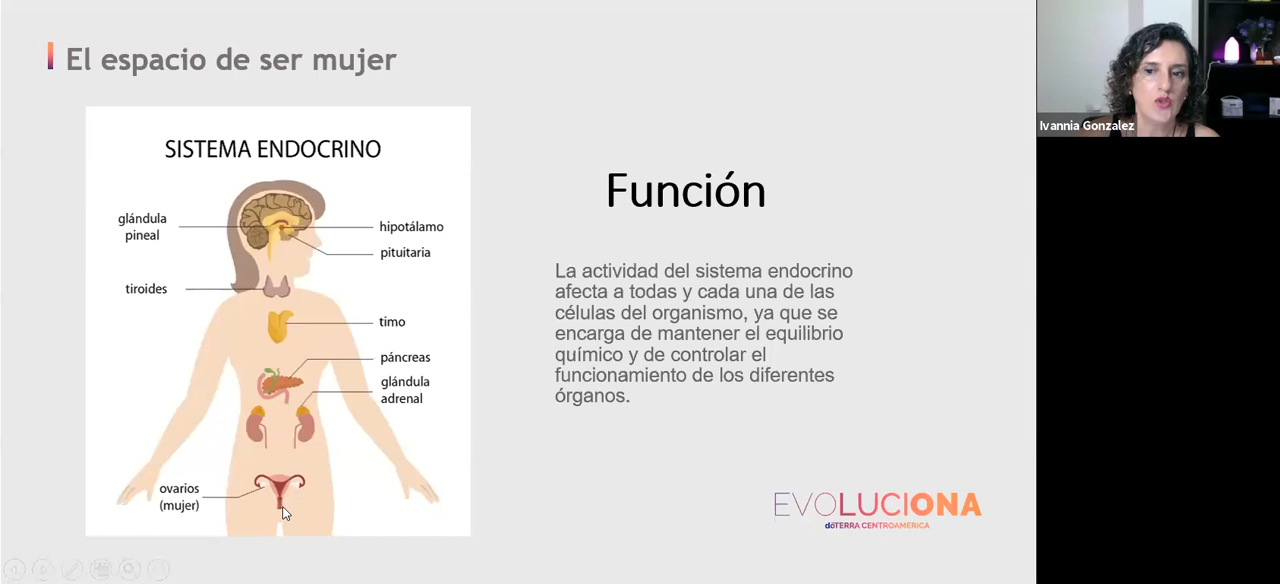 El espacio de ser mujer
SISTEMA ENDOCRINO
glándula
pineal
hipotálamo
pituitaria
tiroides
timo
páncreas
glándula
adrenal
ovarios
(mujer)
Función
La actividad del sistema endocrino
afecta a todas y cada una de las
células del organismo, ya que se
encarga de mantener el equilibrio
químico y de controlar el
funcionamiento de los diferentes
órganos.
EVOLUCIONA
dōTERRA CENTROAMERICA
Ivannia Gonzalez